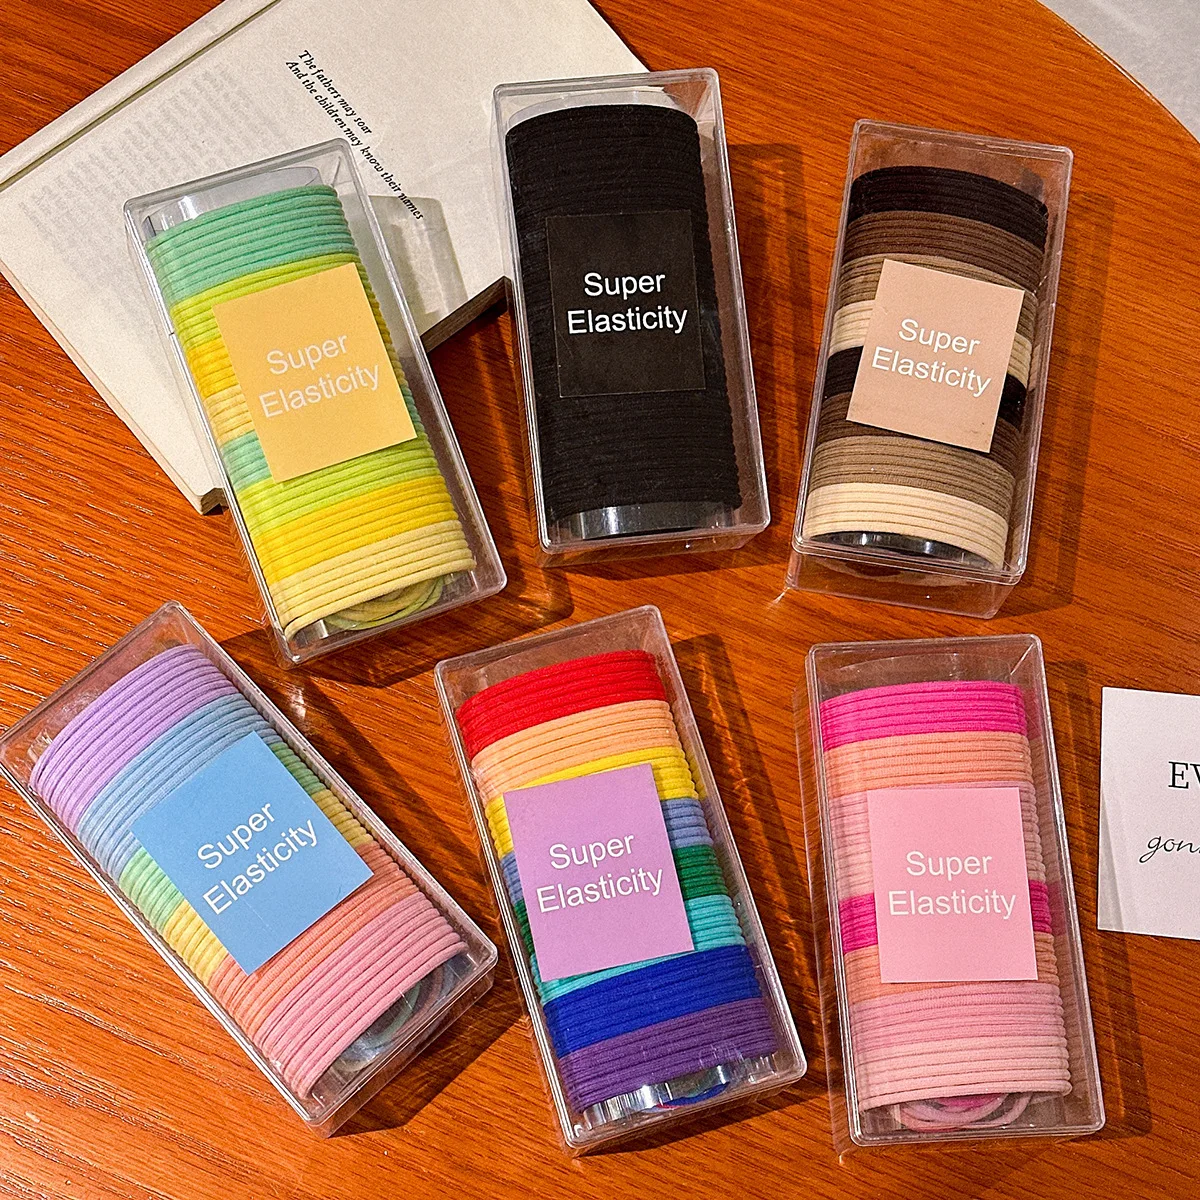 The fathers may soar
And the children may know their names
Super
Elasticity
Super
Elasticity
Super
Elasticity
Super
Elasticity
Super
Elasticity
Super
Elasticity
EV
gon